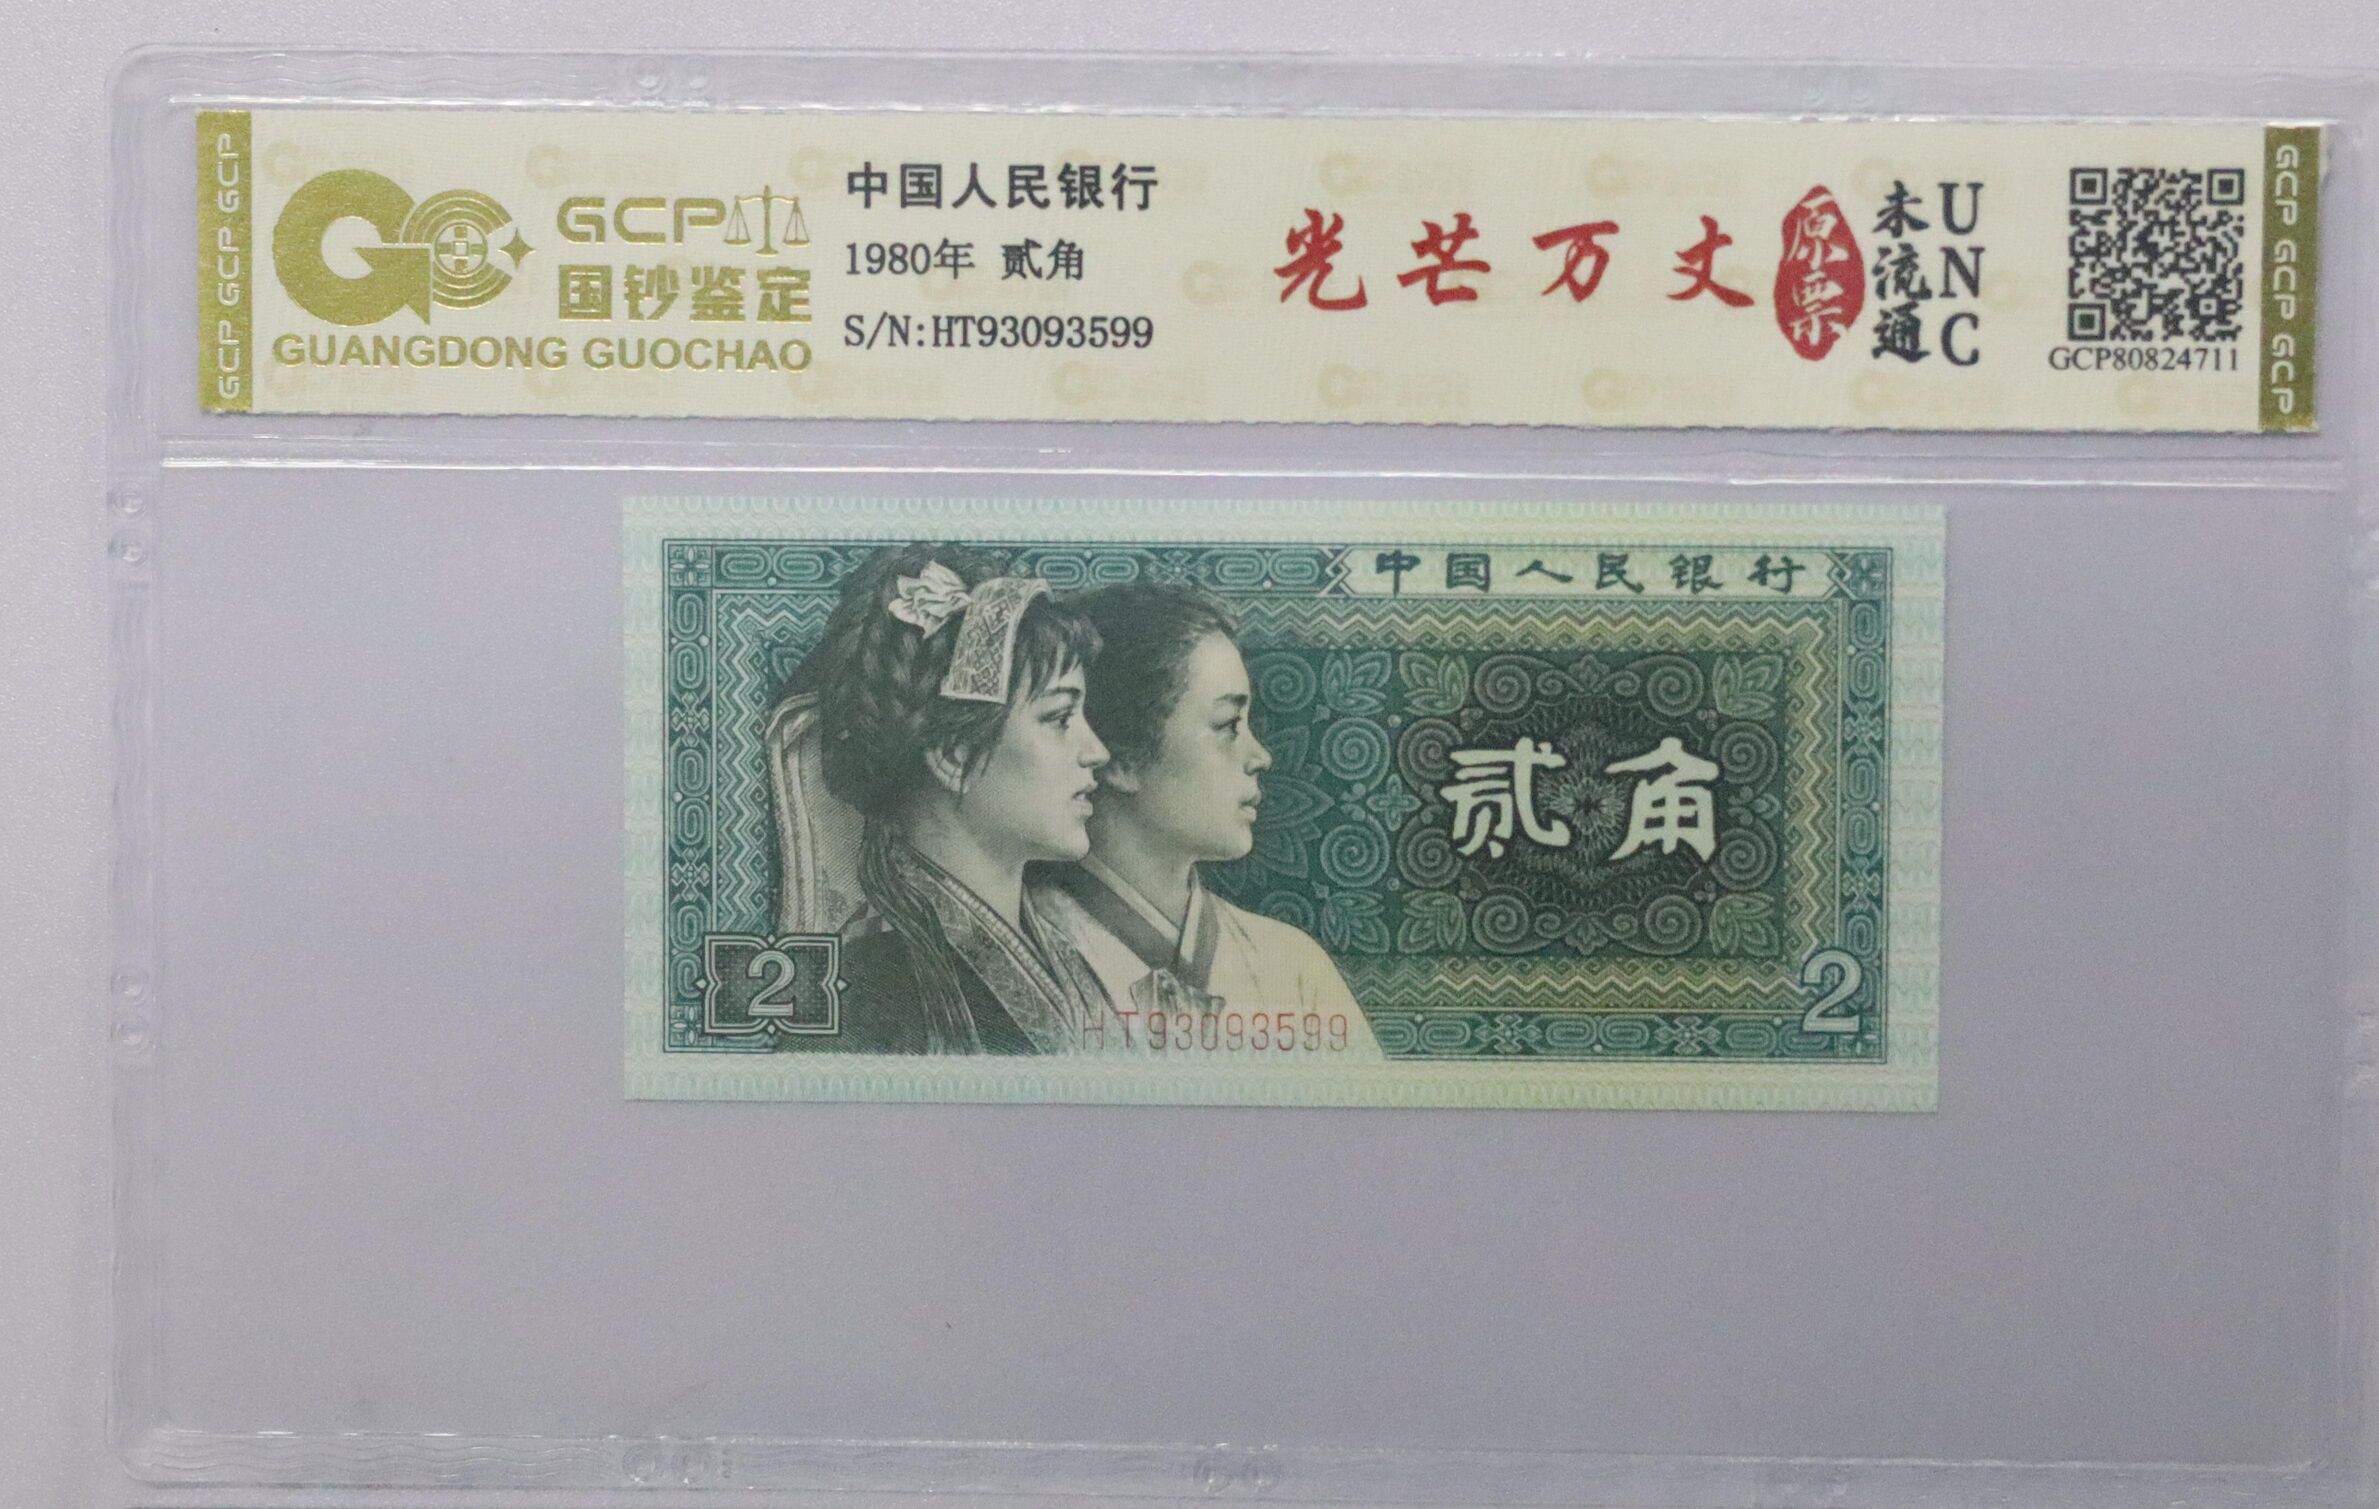 GCP GCP GCP
GCP
国钞鉴定
GUANGDONG GUOCHAO
中国人民银行
1980年 贰角
S/N:HT93093599
光芒万丈
原票
未流通
UNC
GCP80824711
GCP GCP GCP
中国人民银行
贰角
2
2
HT93093599